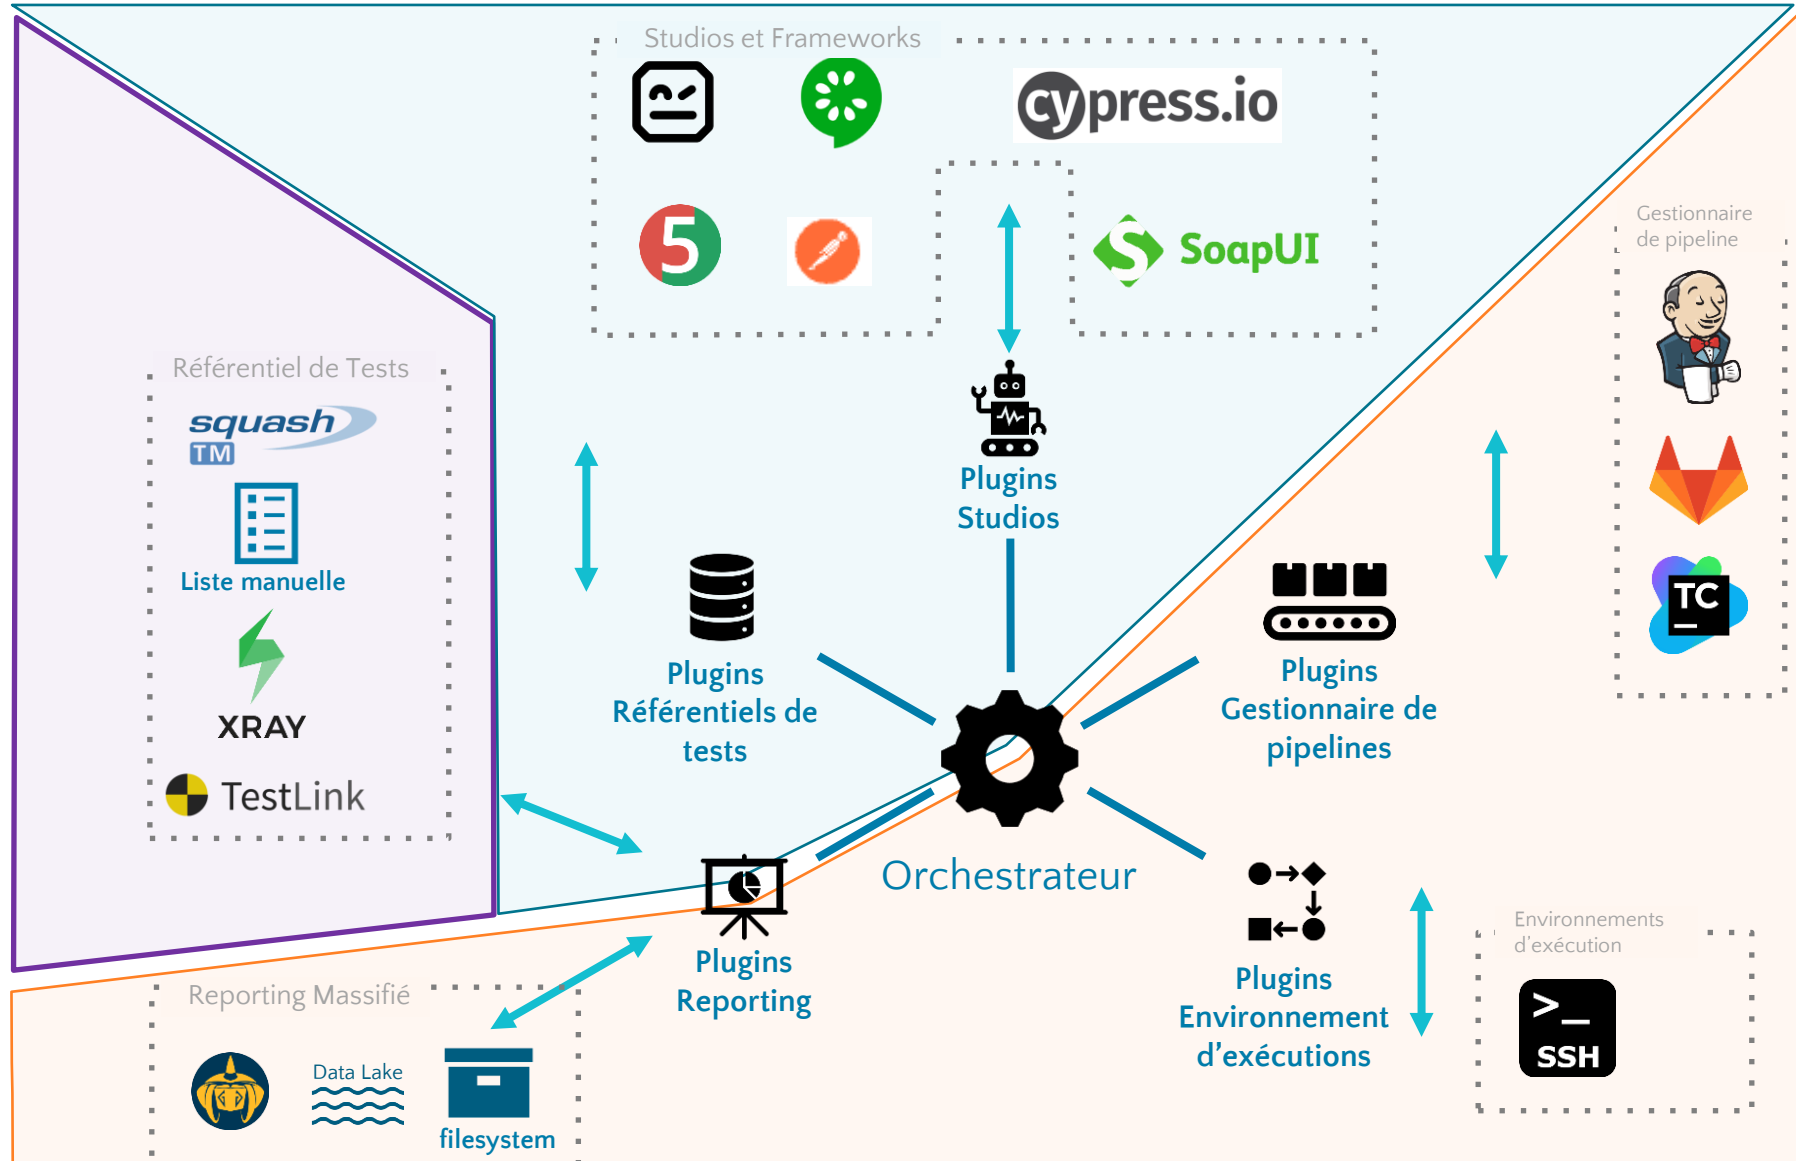 Studios et Frameworks
cypress.io
5
SoapUI
Gestionnaire
de pipeline
TC
Référentiel de Tests
squash
TM
Liste manuelle
XRAY
TestLink
Plugins
Studios
Plugins
Référentiels de
tests
Plugins
Gestionnaire de
pipelines
Orchestrateur
Plugins
Reporting
Plugins
Environnement
d'exécutions
Environnements
d'exécution
>_
SSH
Reporting Massifié
Data Lake
filesystem